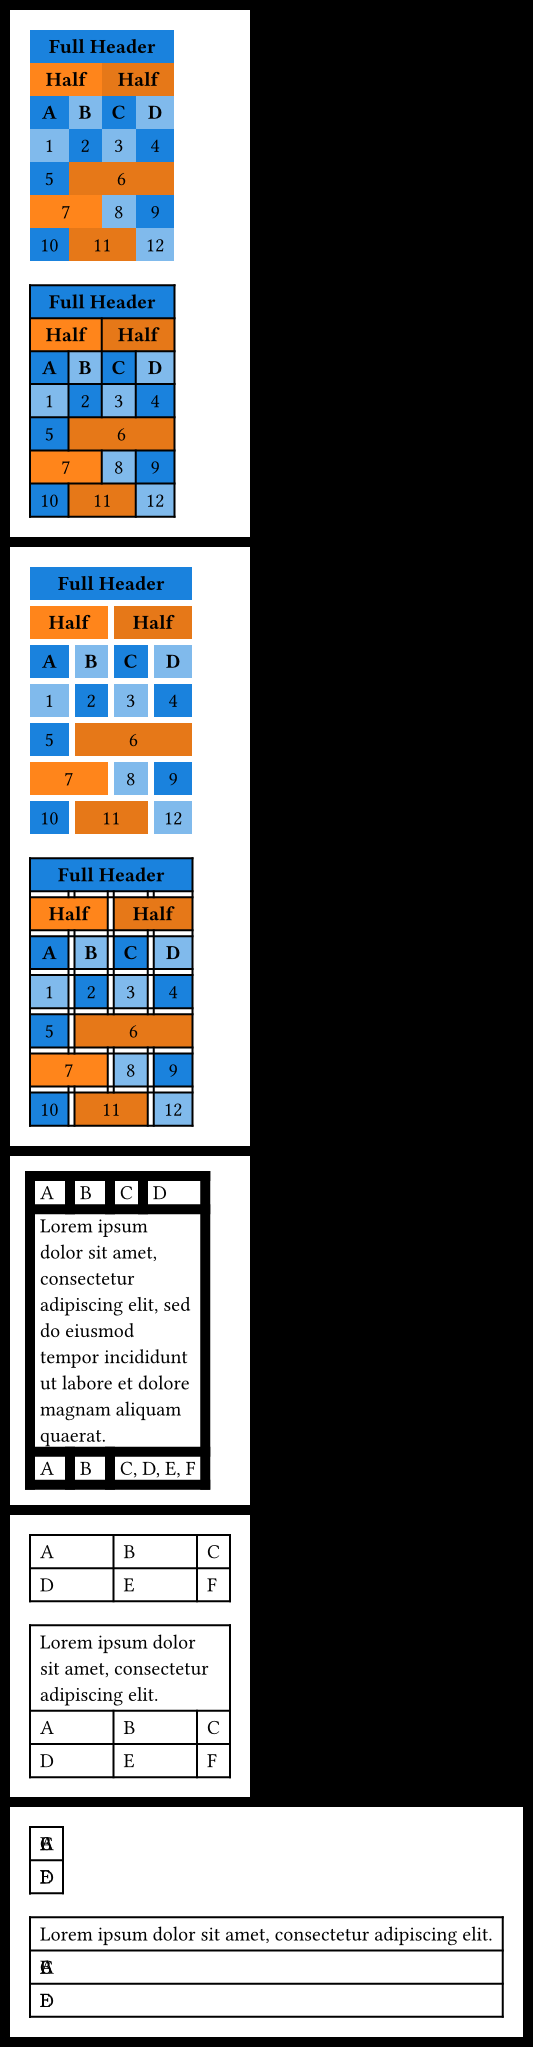 Full Header
Half Half
A B C D
1 2 3 4
5 6
7 8 9
10 11 12
Full Header
Half Half
A B C D
1 2 3 4
5 6
7 8 9
10 11 12
Full Header
Half Half
A B C D
1 2 3 4
5 6
7 8 9
10 11 12
Full Header
Half Half
A B C D
1 2 3 4
5 6
7 8 9
10 11 12
A B C D
Lorem ipsum
dolor sit amet,
consectetur
adipiscing elit, sed
do eiusmod
tempor incididunt
ut labore et dolore
magnam aliquam
quaerat.
A B C, D, E, F
A B C
D E F
Lorem ipsum dolor
sit amet, consectetur
adipiscing elit.
A B C
D E F
Lorem ipsum dolor sit amet, consectetur adipiscing elit.